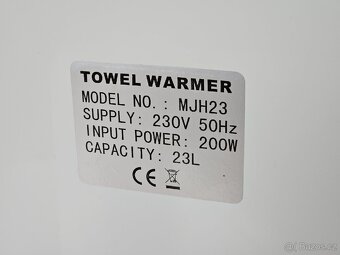 TOWEL WARMER
MODEL NO.: MJH23
SUPPLY: 230V 50Hz
INPUT POWER: 200W
CAPACITY: 23L
CE